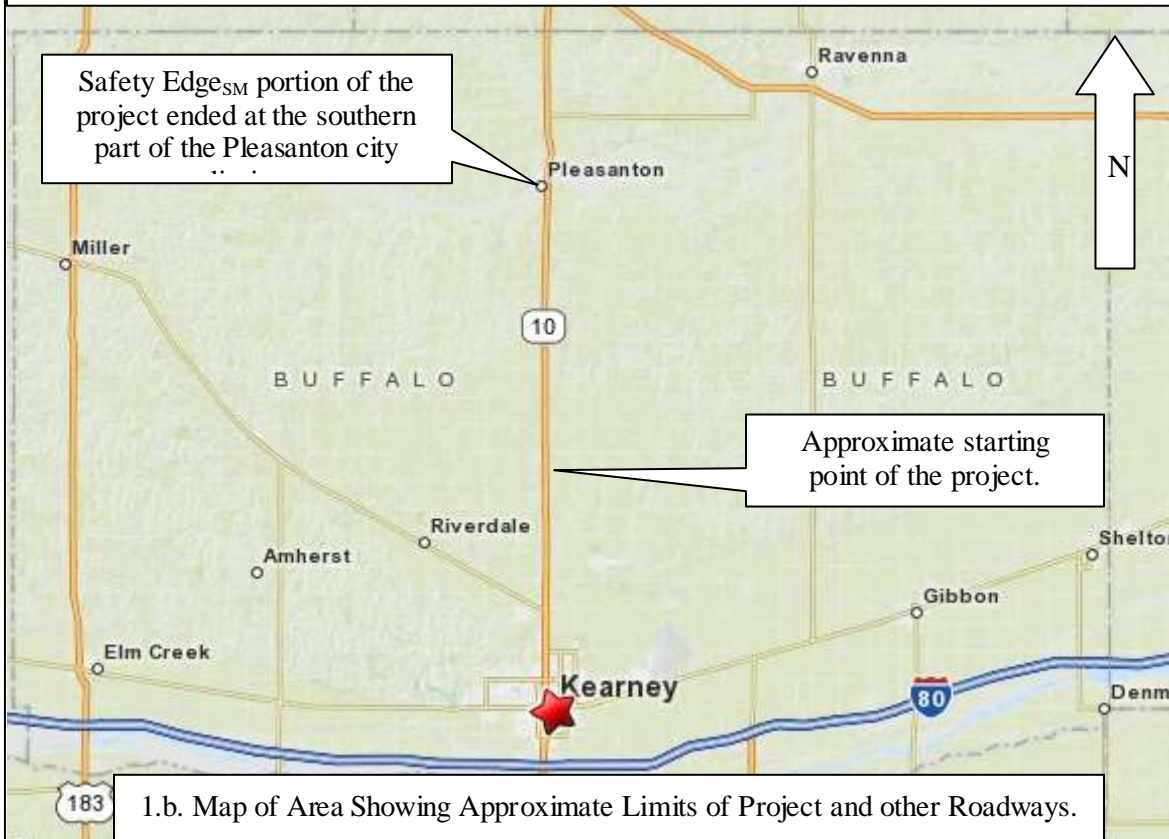 Safety EdgeSM portion of the
project ended at the southern
part of the Pleasanton city
Ravenna
N
Pleasanton
Miller
10
BUFFALO
BUFFALO
Approximate starting
point of the project.
Riverdale
Amherst
Shelton
Gibbon
Elm Creek
Kearney
80
Denm
183
1.b. Map of Area Showing Approximate Limits of Project and other Roadways.